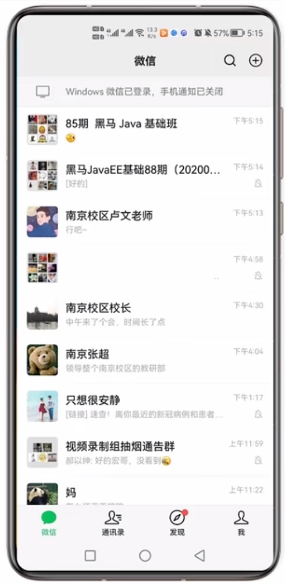 13.3
K/s
57%
5:15
微信
Windows 微信已登录，手机通知已关闭
85期 黑马 Java 基础班
下午5:15
黑马JavaEE基础88期（20200...
下午5:14
[好的]
南京校区卢文老师
下午5:13
行吧~
下午4:58
南京校区校长
下午4:30
中午来了个会，时间长了点
南京张超
下午4:04
领导整个南京校区的教研部
只想很安静
下午1:17
[链接] 速查！离你最近的新冠病例和患者...
视频录制组抽烟通告群
上午11:59
郝以绅: 好的宏哥，没看到
妈
上午11:22
微信
通讯录
发现
我